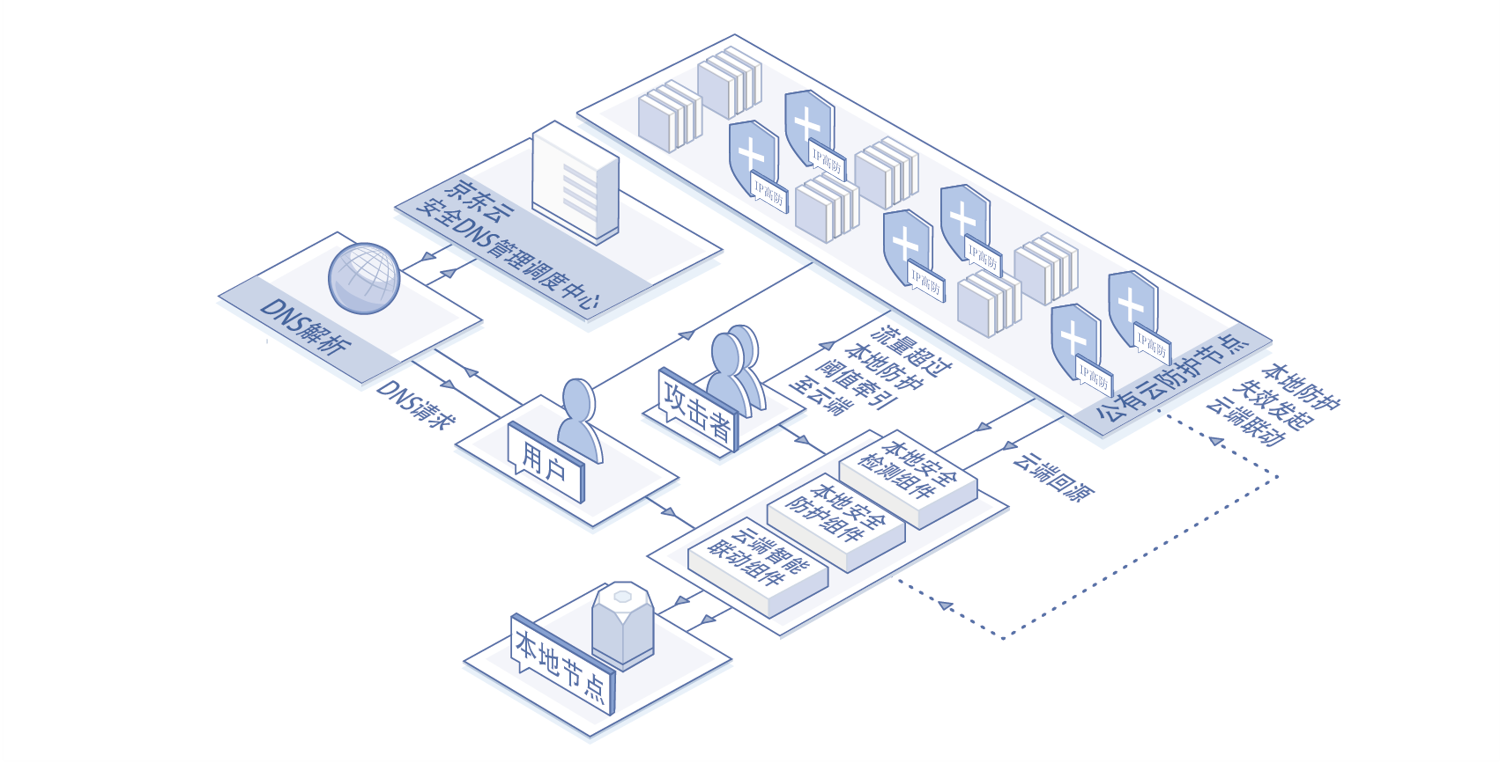 IP高防
IP高防
京东云
安全DNS管理调度中心
IP高防
IP高防
DNS解析
流量超过
本地防护
阈值牵引
至云端
IP高防
IP高防
公有云防护节点
本地防护
失效发起
云端联动
DNS请求
攻击者
用户
云端回源
本地安全
检测组件
本地安全
防护组件
云端智能
联动组件
本地节点